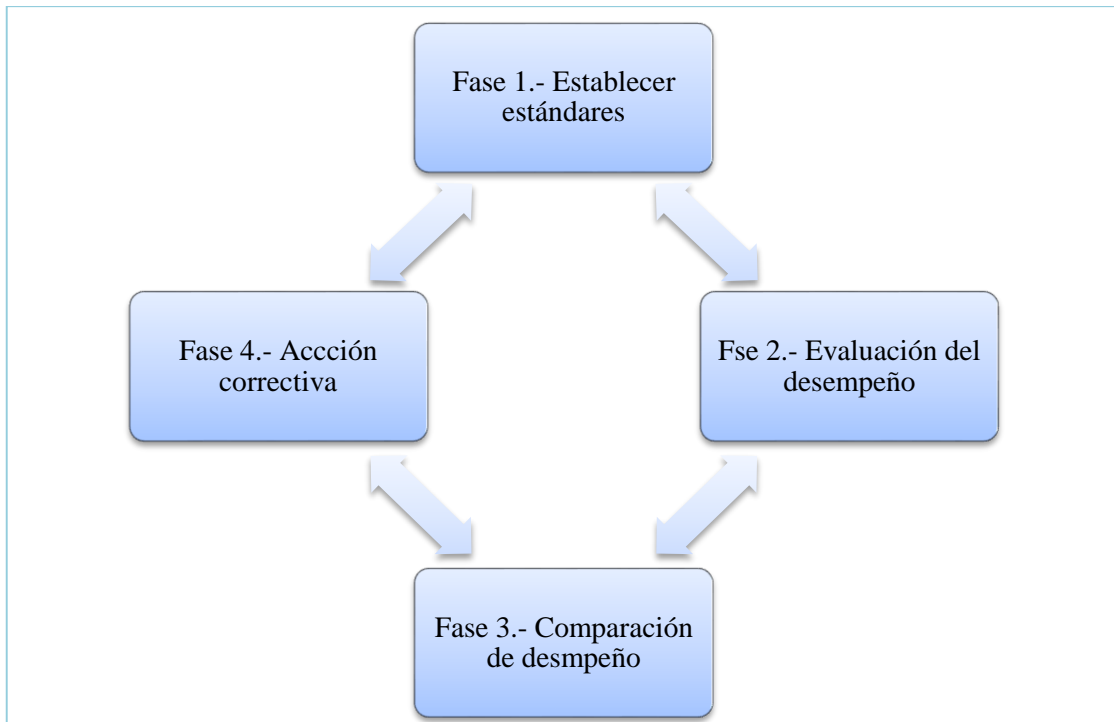 Fase 1.- Establecer
estándares
Fase 4.- Accción
correctiva
Fse 2.- Evaluación del
desempeño
Fase 3.- Comparación
de desmpeño